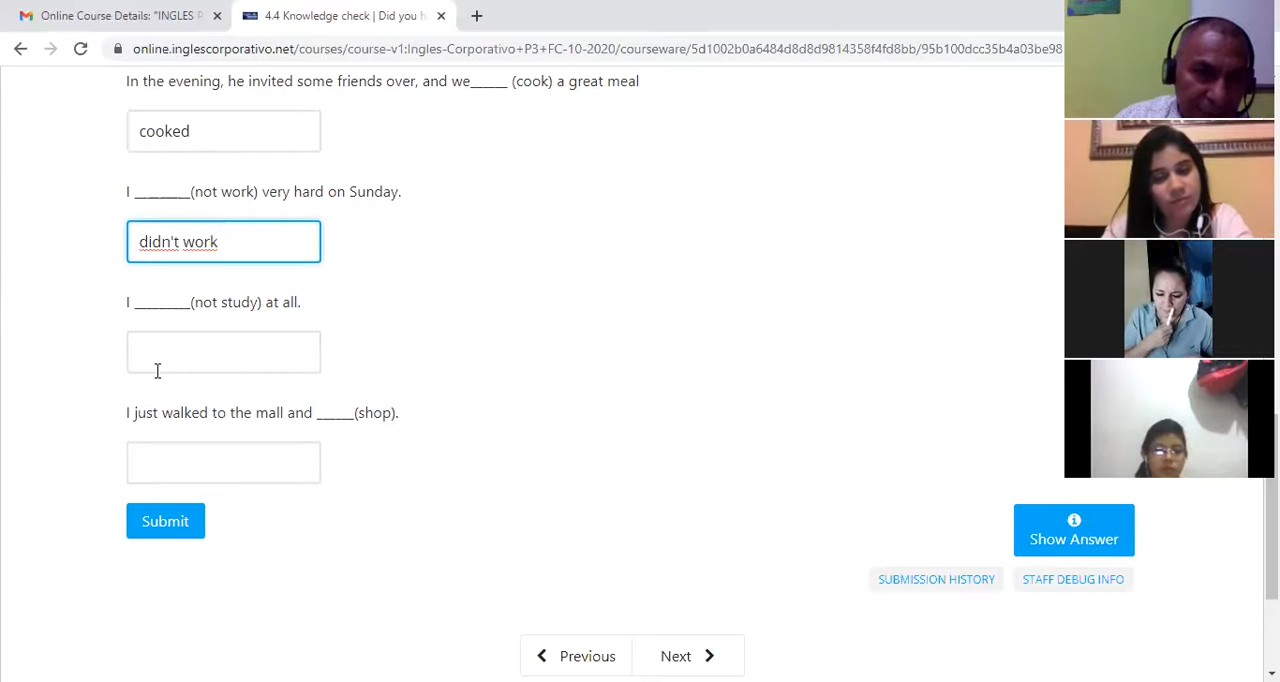 Online Course Details: "INGLES P
4.4 Knowledge check | Did you h
online.inglescorporativo.net/courses/course-v1:Ingles-Corporativo+P3+FC-10-2020/courseware/5d1002b0a6484d8d8d9814358f4fd8bb/95b100dcc35b4a03be98
In the evening, he invited some friends over, and we______ (cook) a great meal
cooked
I ________(not work) very hard on Sunday.
didn't work
I ________(not study) at all.
I just walked to the mall and _____(shop).
Submit
Show Answer
SUBMISSION HISTORY
STAFF DEBUG INFO
Previous
Next